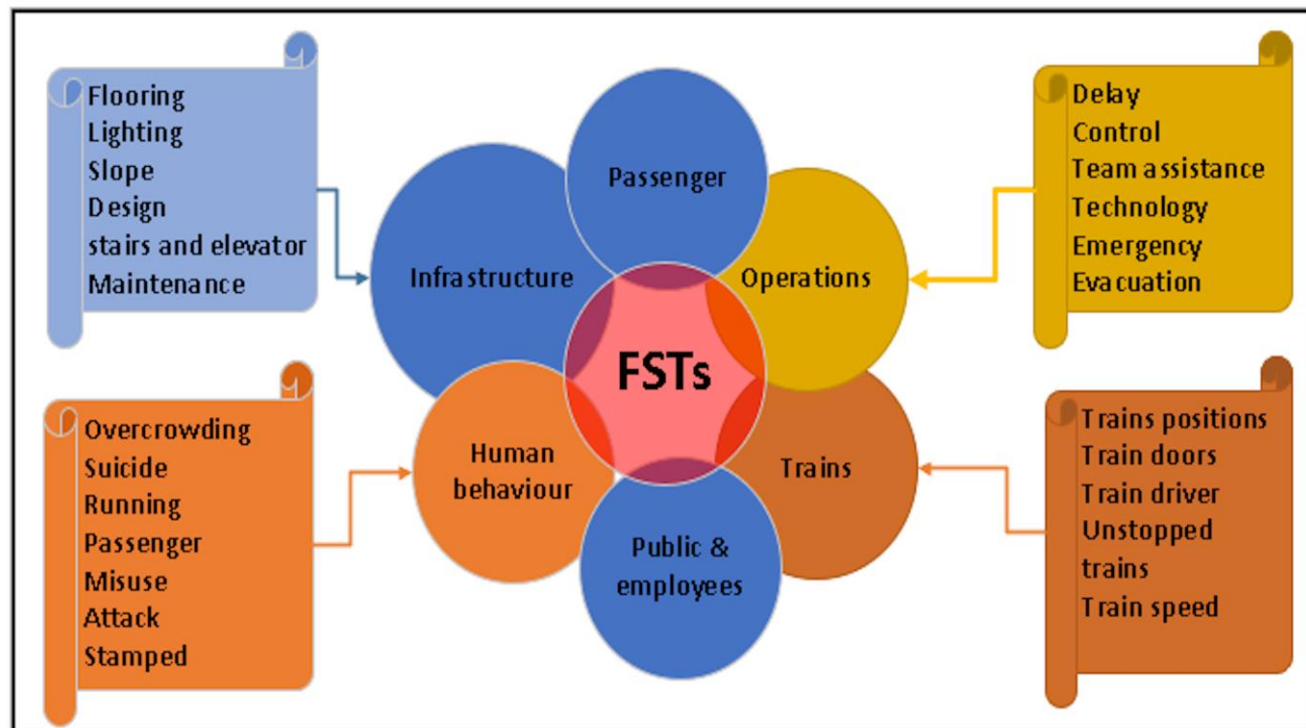 Flooring
Lighting
Slope
Design
stairs and elevator
Maintenance
Passenger
Delay
Control
Team assistance
Technology
Emergency
Evacuation
Infrastructure
Operations
FSTs
Overcrowding
Suicide
Running
Passenger
Misuse
Attack
Stamped
Human
behaviour
Trains
Public &
employees
Trains positions
Train doors
Train driver
Unstopped
trains
Train speed